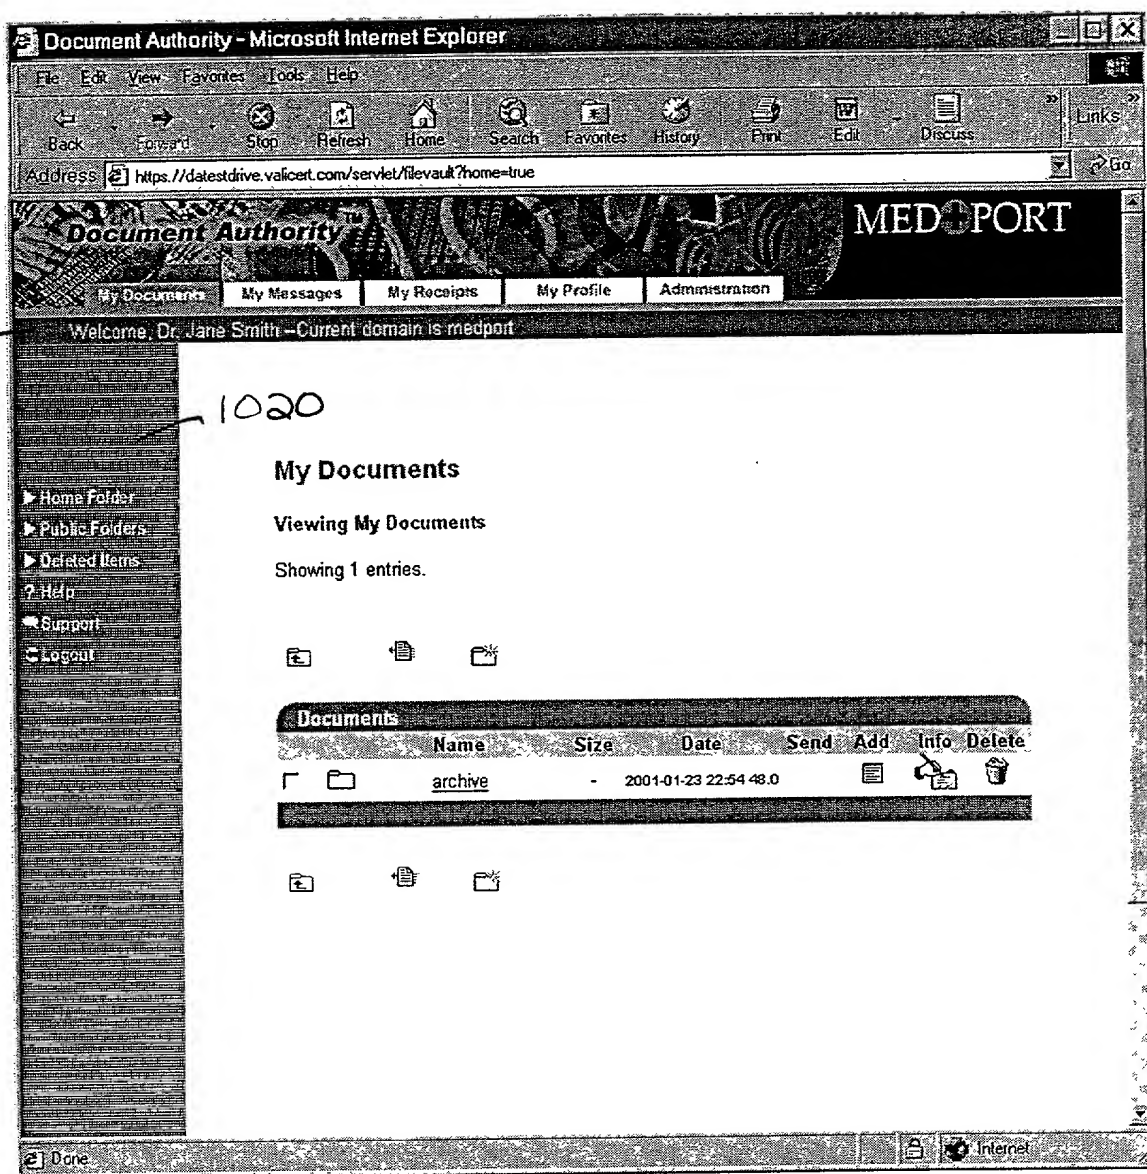 Document Authority - Microsoft Internet Explorer
File Edit View Favorites Tools Help
Back Forward Stop Refresh Home Search Favorites History Print Edit Discuss Links
Address https://datestdrive.valicert.com/servlet/filevault?home=true Go
Document Authority™ MED PORT
My Documents My Messages My Receipts My Profile Administration
Welcome, Dr. Jane Smith - Current domain is medport
1020
My Documents
Home Folder
Viewing My Documents
Public Folders
Deleted Items
Showing 1 entries.
? Help
Support
Logout
Documents
Name Size Date Send Add Info Delete
archive - 2001-01-23 22:54 48.0
Done Internet